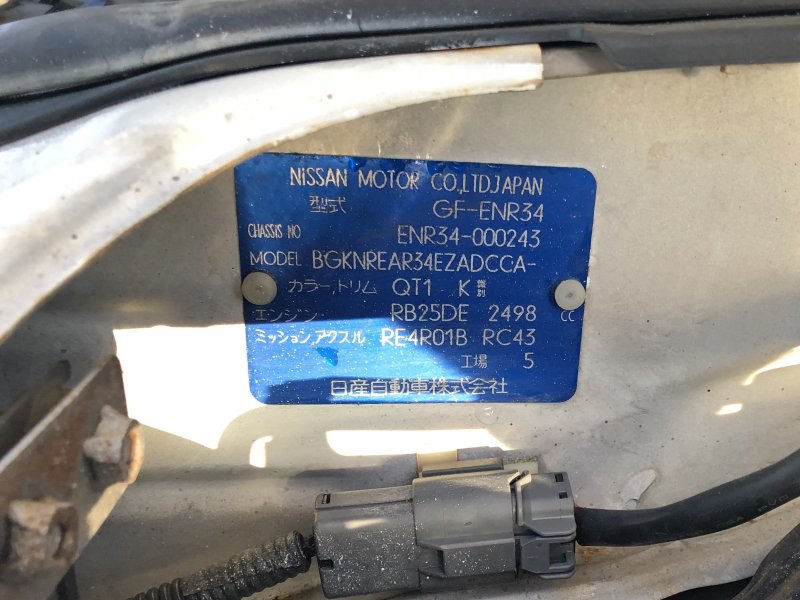 NISSAN MOTOR CO.,LTD.JAPAN
型式 GF-ENR34
CHASSIS NO ENR34-000243
MODEL BGKNREAR34EZADCCA-
カラー,トリム QT1 K 識別
エンジン RB25DE 2498 CC
ミッション,アクスル RE4R01B RC43
工場 5
日産自動車株式会社